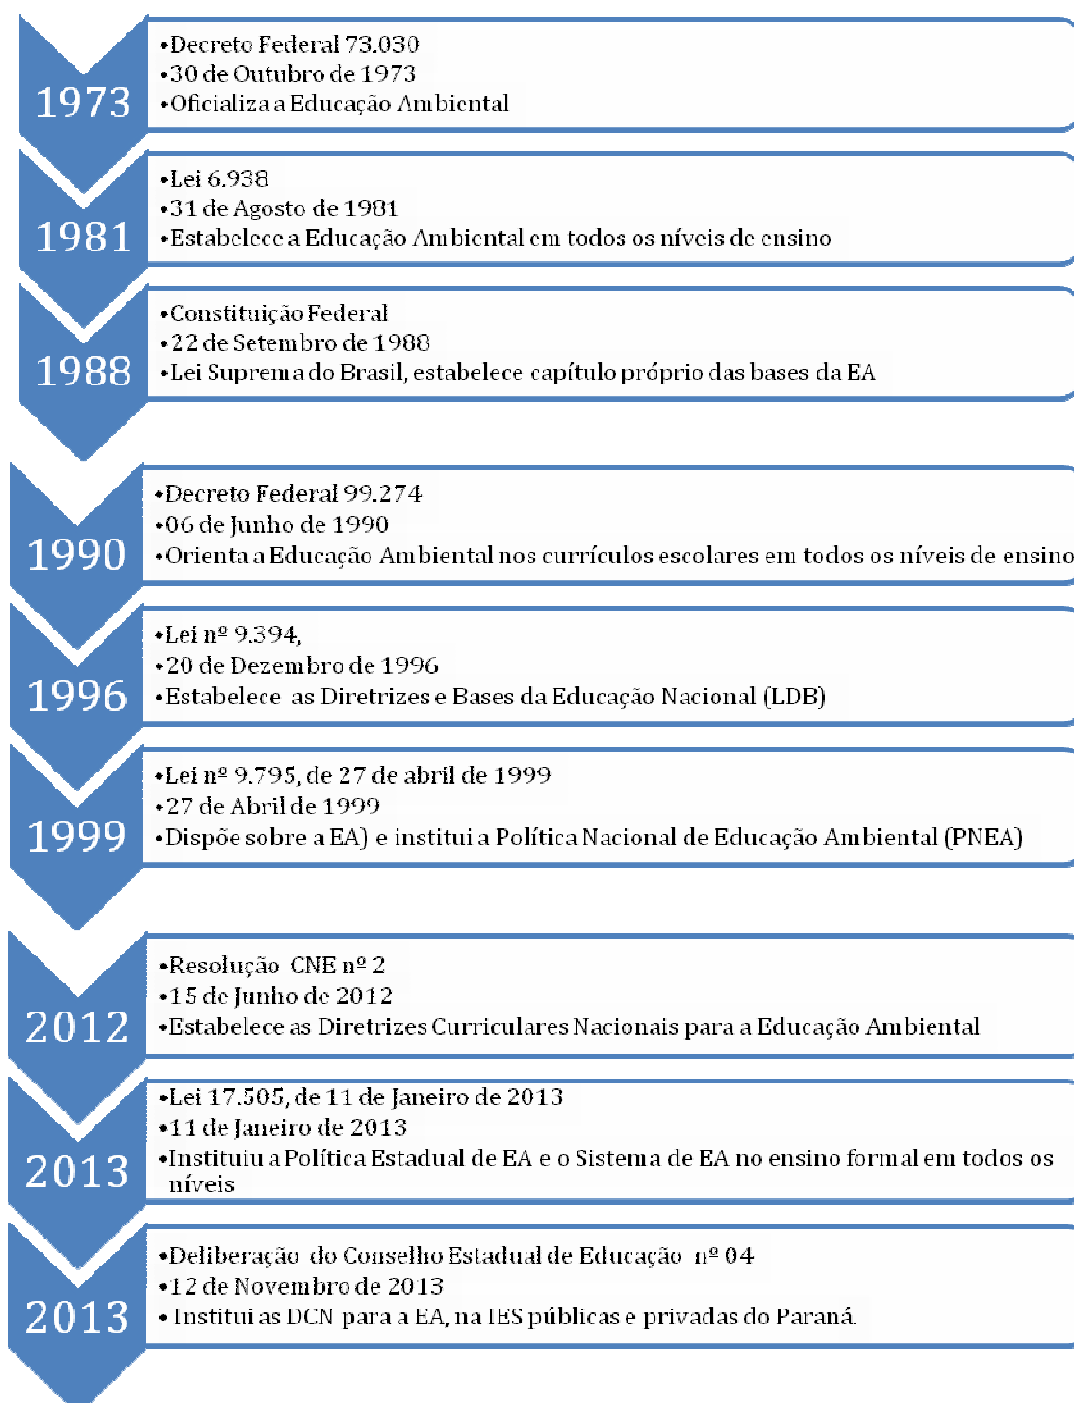 1973
•Decreto Federal 73.030
•30 de Outubro de 1973
•Oficializa a Educação Ambiental
1981
•Lei 6.938
•31 de Agosto de 1981
•Estabelece a Educação Ambiental em todos os níveis de ensino
1988
•Constituição Federal
•22 de Setembro de 1988
•Lei Suprema do Brasil, estabelece capítulo próprio das bases da EA
1990
•Decreto Federal 99.274
•06 de Junho de 1990
•Orienta a Educação Ambiental nos currículos escolares em todos os níveis de ensino
1996
•Lei nº 9.394,
•20 de Dezembro de 1996
•Estabelece as Diretrizes e Bases da Educação Nacional (LDB)
1999
•Lei nº 9.795, de 27 de abril de 1999
•27 de Abril de 1999
•Dispõe sobre a EA) e institui a Política Nacional de Educação Ambiental (PNEA)
2012
•Resolução CNE nº 2
•15 de Junho de 2012
•Estabelece as Diretrizes Curriculares Nacionais para a Educação Ambiental
2013
•Lei 17.505, de 11 de Janeiro de 2013
•11 de Janeiro de 2013
•Instituiu a Política Estadual de EA e o Sistema de EA no ensino formal em todos os
níveis
2013
•Deliberação do Conselho Estadual de Educação nº 04
•12 de Novembro de 2013
• Institui as DCN para a EA, na IES públicas e privadas do Paraná.